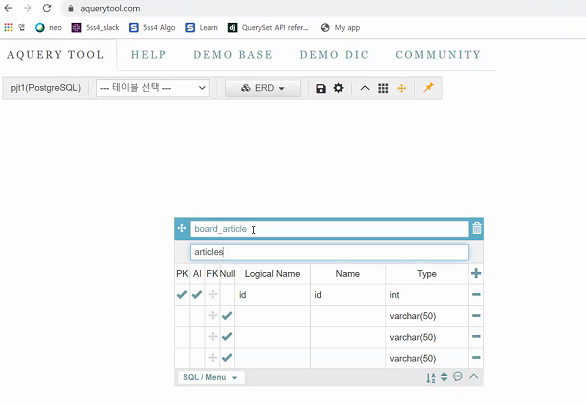 aquerytool.com
앱 neo 5ss4_slack 5ss4 Algo Learn QuerySet API refer... My app
AQUERY TOOL HELP DEMO BASE DEMO DIC COMMUNITY
pjt1(PostgreSQL) --- 테이블 선택 --- ERD
board_article
articles
PK AI FK Null Logical Name Name Type
id id int
varchar(50)
varchar(50)
varchar(50)
SQL / Menu